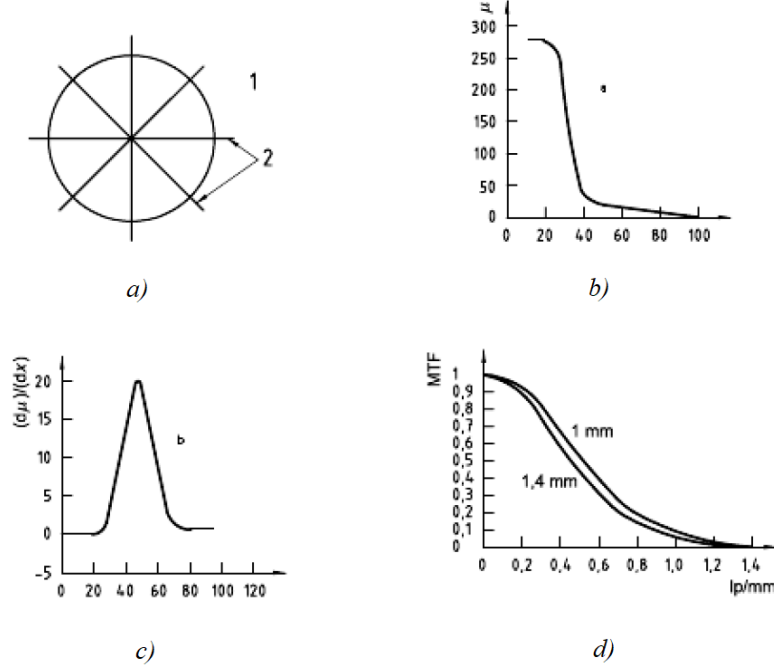 1
2
a)
μ
300
250
200
150
100
50
0
a
0 20 40 60 80 100
b)
(dμ)/(dx)
20
15
10
5
0
−5
b
0 20 40 60 80 100 120
c)
MTF
1
0,9
0,8
0,7
0,6
0,5
0,4
0,3
0,2
0,1
0
1 mm
1,4 mm
0 0,2 0,4 0,6 0,8 1,0 1,2 1,4
lp/mm
d)